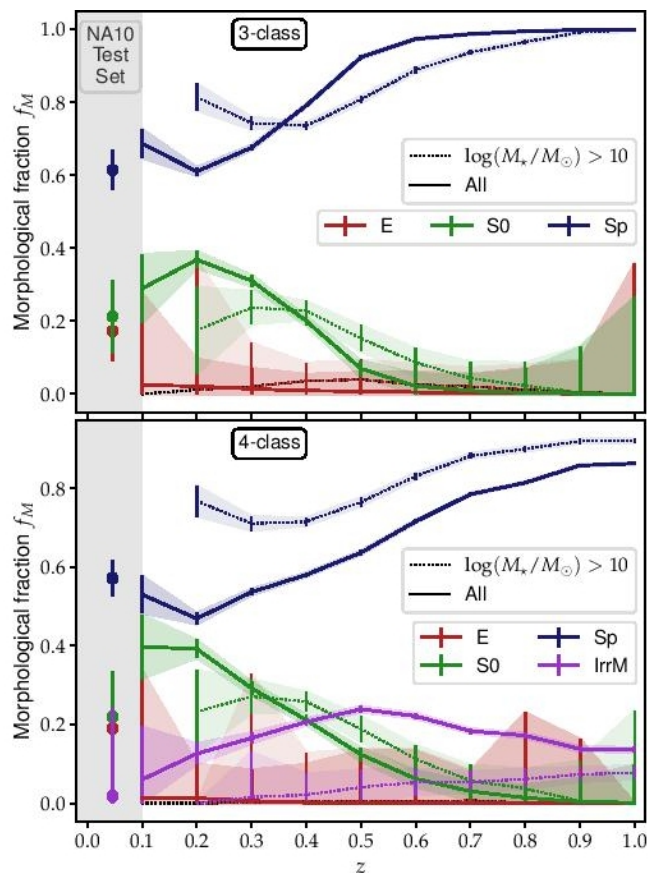 NA10
Test
Set
3-class
Morphological fraction f_M
1.0
0.8
0.6
0.4
0.2
0.0
log(M⋆/M⊙) > 10
All
E S0 Sp
4-class
Morphological fraction f_M
0.8
0.6
0.4
0.2
0.0
log(M⋆/M⊙) > 10
All
E Sp
S0 IrrM
0.0 0.1 0.2 0.3 0.4 0.5 0.6 0.7 0.8 0.9 1.0
z